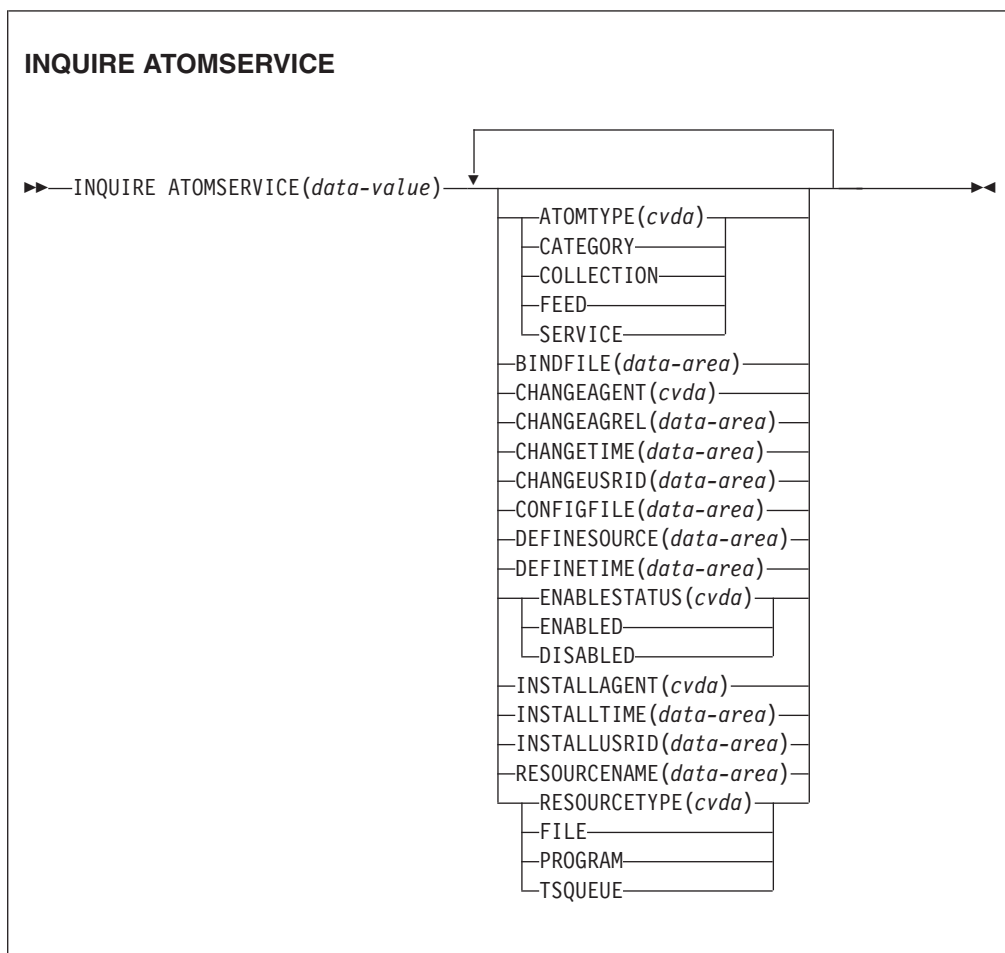 INQUIRE ATOMSERVICE
INQUIRE ATOMSERVICE(data-value)
ATOMTYPE(cvda)
CATEGORY
COLLECTION
FEED
SERVICE
BINDFILE(data-area)
CHANGEAGENT(cvda)
CHANGEAGREL(data-area)
CHANGETIME(data-area)
CHANGEUSRID(data-area)
CONFIGFILE(data-area)
DEFINESOURCE(data-area)
DEFINETIME(data-area)
ENABLESTATUS(cvda)
ENABLED
DISABLED
INSTALLAGENT(cvda)
INSTALLTIME(data-area)
INSTALLUSRID(data-area)
RESOURCENAME(data-area)
RESOURCETYPE(cvda)
FILE
PROGRAM
TSQUEUE